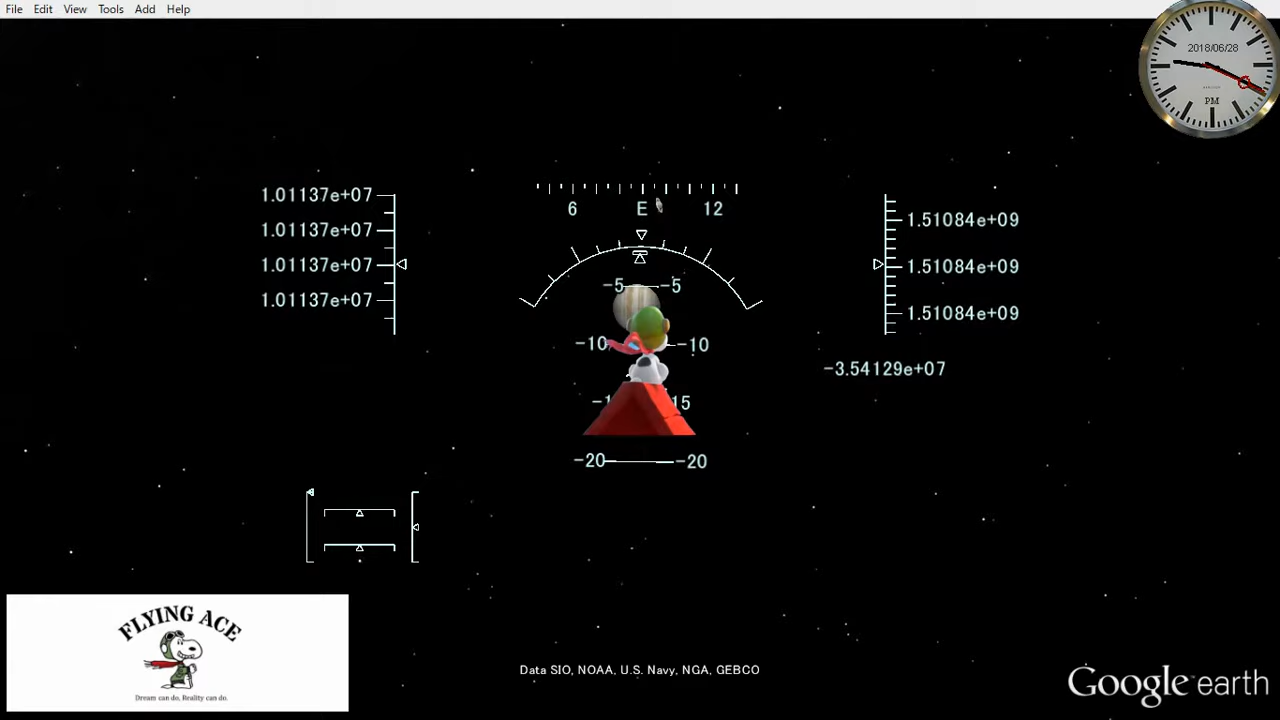 File Edit View Tools Add Help
2018/06/28
PM
6 E 12
1.01137e+07
1.01137e+07
1.01137e+07
1.01137e+07
1.51084e+09
1.51084e+09
1.51084e+09
-3.54129e+07
-5 -5
-10 -10
-1 15
-20 -20
FLYING ACE
Dream can do, Reality can do.
Data SIO, NOAA, U.S. Navy, NGA, GEBCO
Google earth